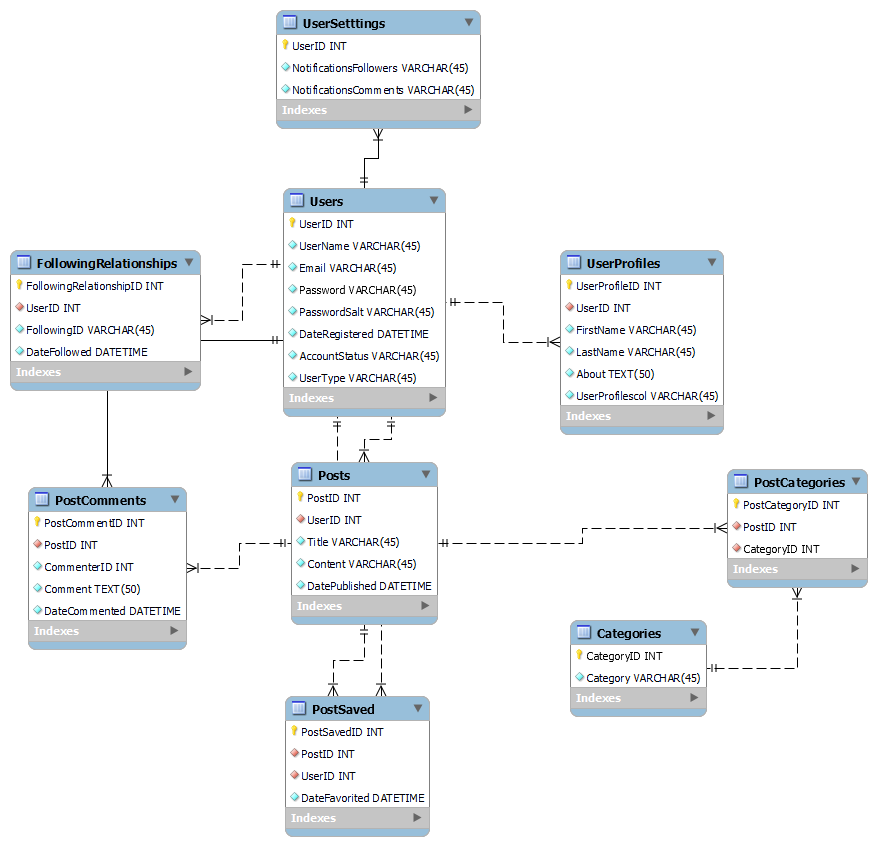 UserSetttings
UserID INT
NotificationsFollowers VARCHAR(45)
NotificationsComments VARCHAR(45)
Indexes
Users
UserID INT
UserName VARCHAR(45)
Email VARCHAR(45)
Password VARCHAR(45)
PasswordSalt VARCHAR(45)
DateRegistered DATETIME
AccountStatus VARCHAR(45)
UserType VARCHAR(45)
Indexes
FollowingRelationships
FollowingRelationshipID INT
UserID INT
FollowingID VARCHAR(45)
DateFollowed DATETIME
Indexes
UserProfiles
UserProfileID INT
UserID INT
FirstName VARCHAR(45)
LastName VARCHAR(45)
About TEXT(50)
UserProfilescol VARCHAR(45)
Indexes
PostComments
PostCommentID INT
PostID INT
CommenterID INT
Comment TEXT(50)
DateCommented DATETIME
Indexes
Posts
PostID INT
UserID INT
Title VARCHAR(45)
Content VARCHAR(45)
DatePublished DATETIME
Indexes
PostCategories
PostCategoryID INT
PostID INT
CategoryID INT
Indexes
Categories
CategoryID INT
Category VARCHAR(45)
Indexes
PostSaved
PostSavedID INT
PostID INT
UserID INT
DateFavorited DATETIME
Indexes